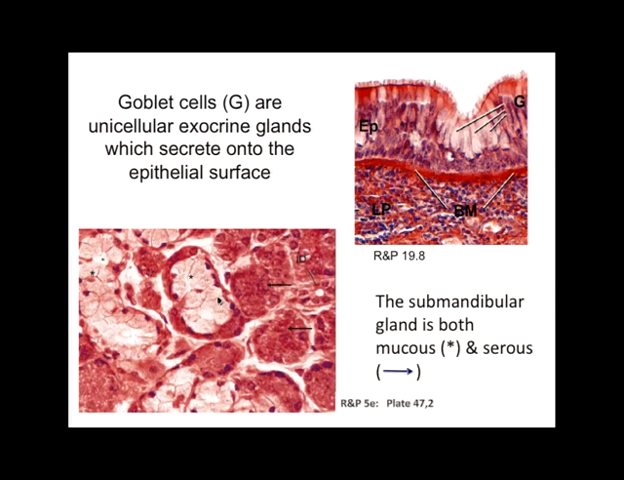 Goblet cells (G) are
unicellular exocrine glands
which secrete onto the
epithelial surface
G
Ep
LP
BM
R&P 19.8
*
*
*
ID
The submandibular
gland is both
mucous (*) & serous
(⟶)
R&P 5e: Plate 47,2